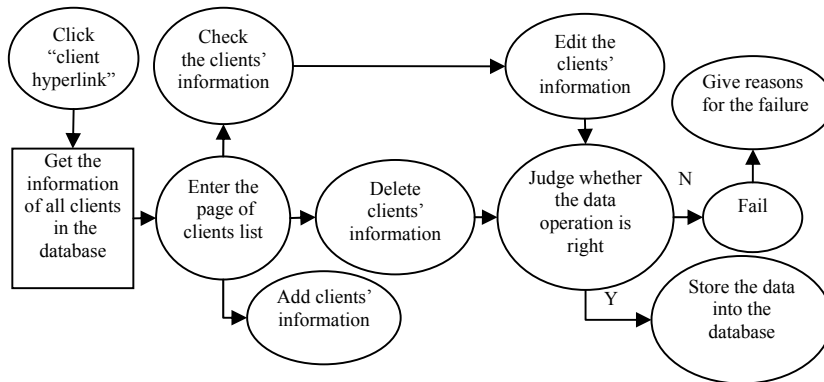 Click
“client
hyperlink”
Check
the clients’
information
Edit the
clients’
information
Give reasons
for the failure
Get the
information
of all clients
in the
database
Enter the
page of
clients list
Delete
clients’
information
Judge whether
the data
operation is
right
N
Fail
Add clients’
information
Y
Store the data
into the
database